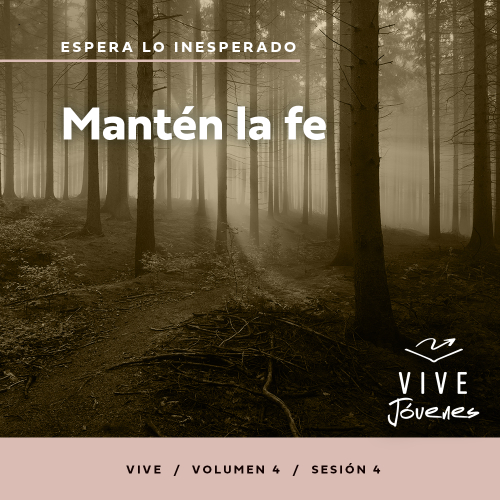 ESPERA LO INESPERADO
Mantén la fe
VIVE
Jóvenes
VIVE / VOLUMEN 4 / SESIÓN 4